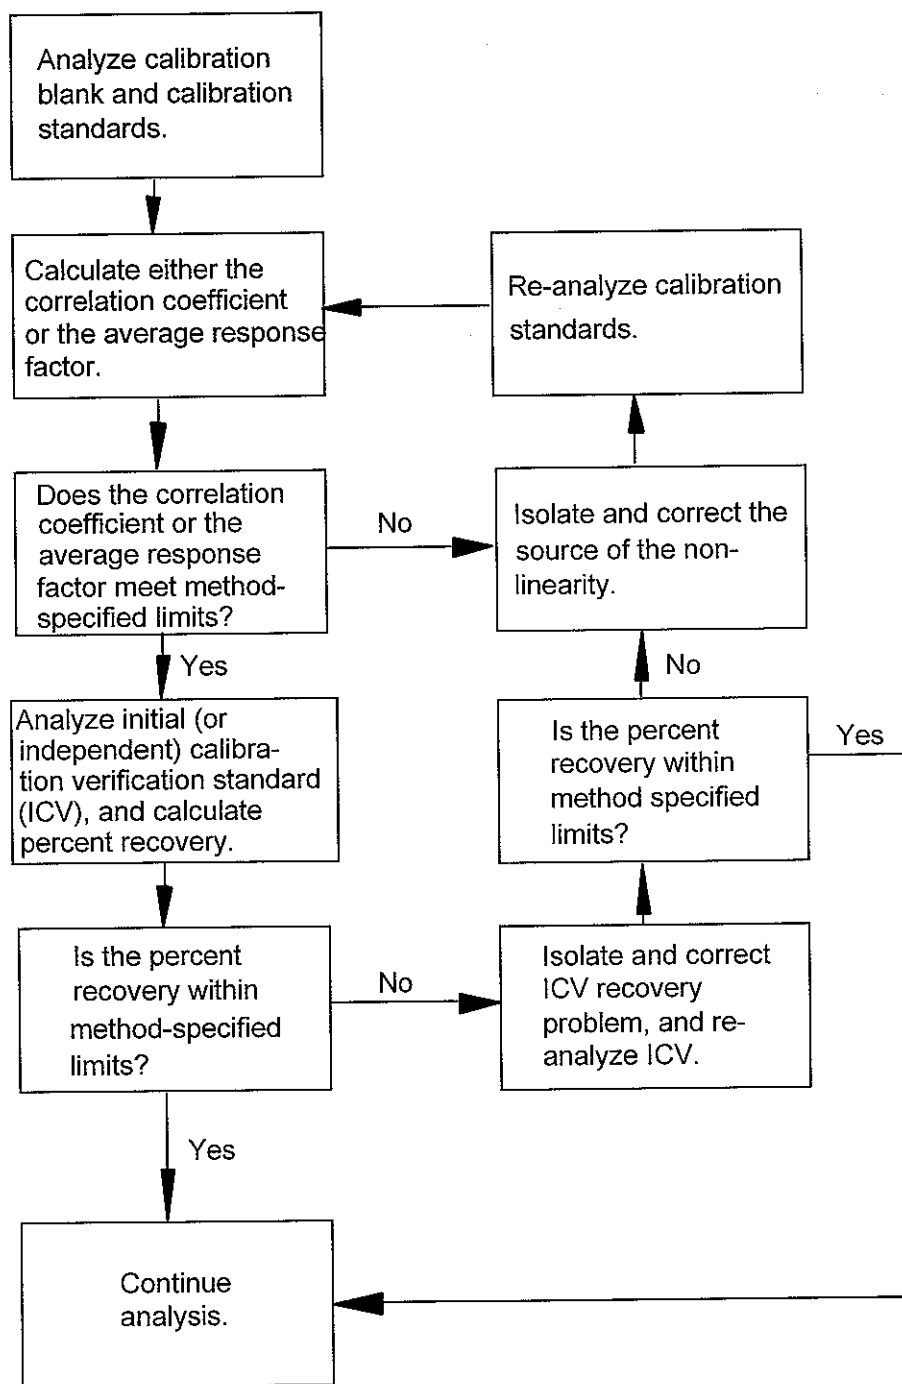 Analyze calibration
blank and calibration
standards.
Calculate either the
correlation coefficient
or the average response
factor.
Re-analyze calibration
standards.
Does the correlation
coefficient or the
average response
factor meet method-
specified limits?
No
Isolate and correct the
source of the non-
linearity.
Yes
No
Analyze initial (or
independent) calibra-
tion verification standard
(ICV), and calculate
percent recovery.
Is the percent
recovery within
method specified
limits?
Yes
Is the percent
recovery within
method-specified
limits?
No
Isolate and correct
ICV recovery
problem, and re-
analyze ICV.
Yes
Continue
analysis.